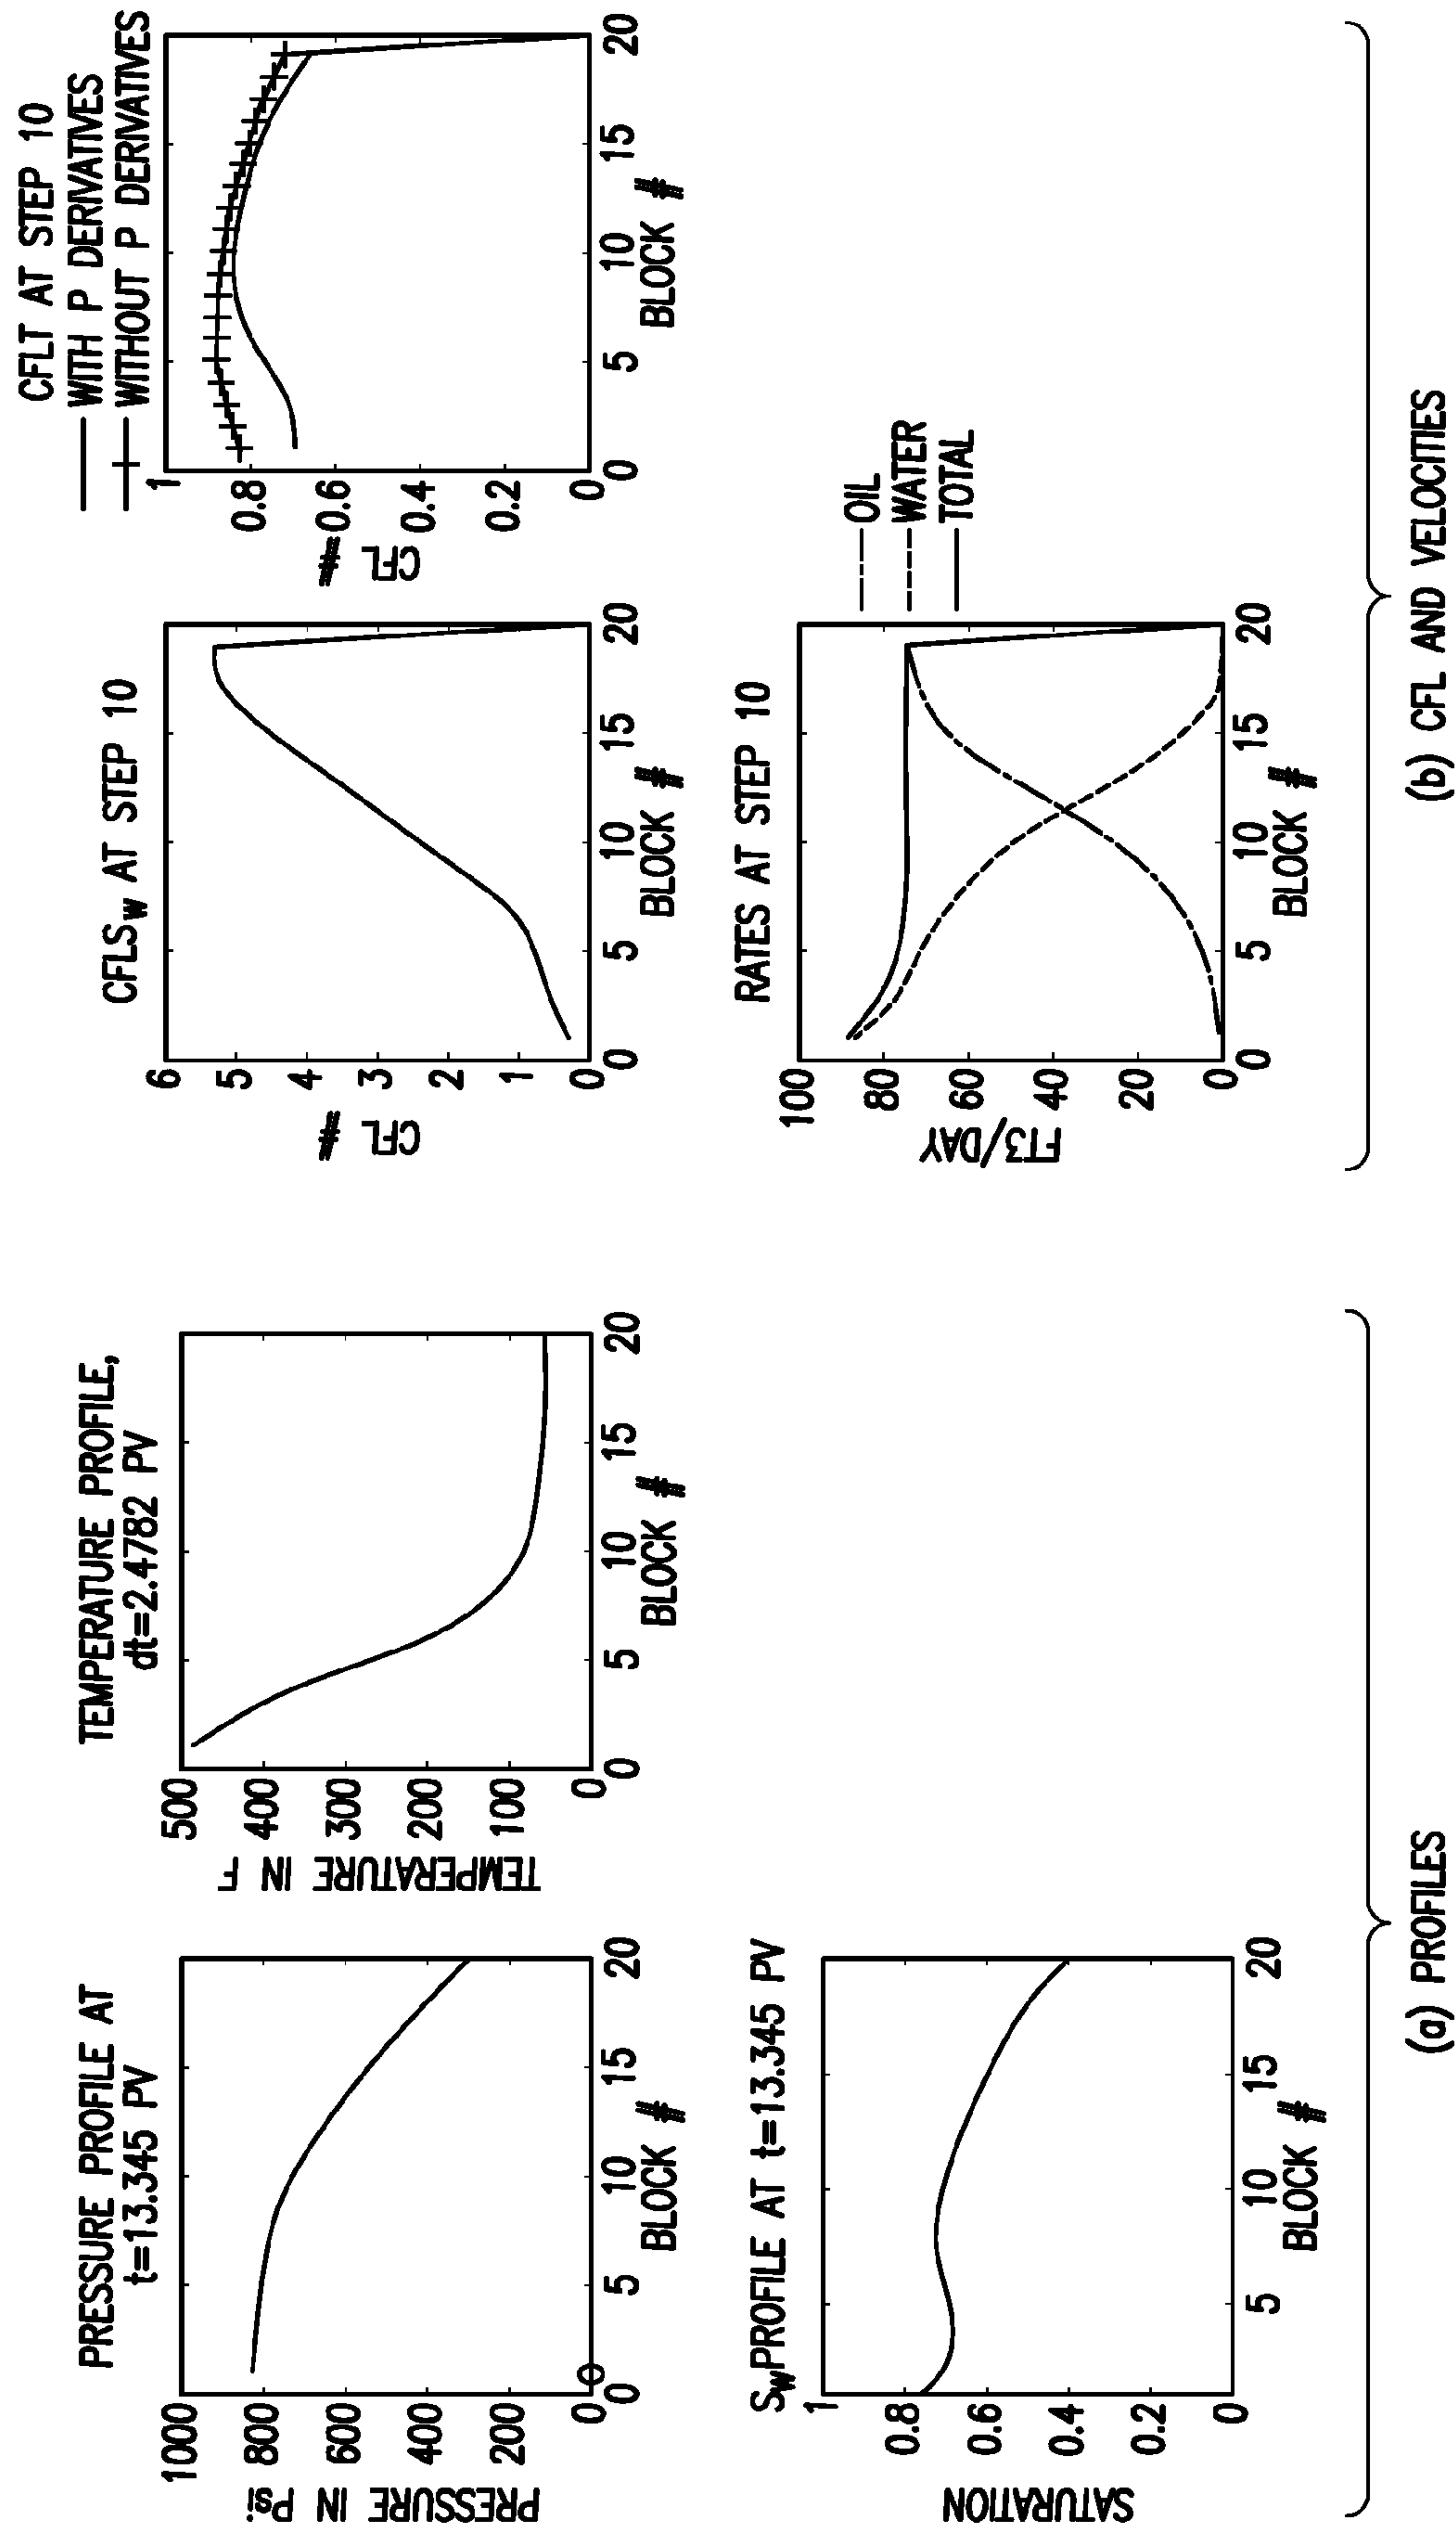 PRESSURE PROFILE AT
t=13.345 PV
PRESSURE IN Psi
1000
800
600
400
200
0
0
5
10
15
20
BLOCK #
TEMPERATURE PROFILE,
dt=2.4782 PV
TEMPERATURE IN F
500
400
300
200
100
0
0
5
10
15
20
BLOCK #
Sw PROFILE AT t=13.345 PV
SATURATION
1
0.8
0.6
0.4
0.2
0
5
10
15
20
BLOCK #
(a) PROFILES
CFLSw AT STEP 10
CFL #
6
5
4
3
2
1
0
0
5
10
15
20
BLOCK #
CFLT AT STEP 10
WITH P DERIVATIVES
WITHOUT P DERIVATIVES
CFL #
1
0.8
0.6
0.4
0.2
0
0
5
10
15
20
BLOCK #
RATES AT STEP 10
FT3/DAY
100
80
60
40
20
0
0
5
10
15
20
BLOCK #
OIL
WATER
TOTAL
(b) CFL AND VELOCITIES